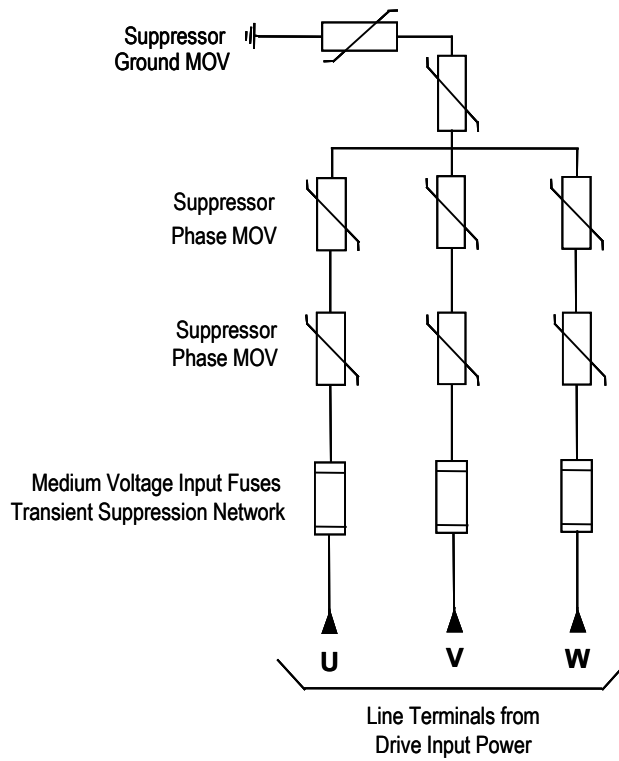 Suppressor
Ground MOV
Suppressor
Phase MOV
Suppressor
Phase MOV
Medium Voltage Input Fuses
Transient Suppression Network
U V W
Line Terminals from
Drive Input Power